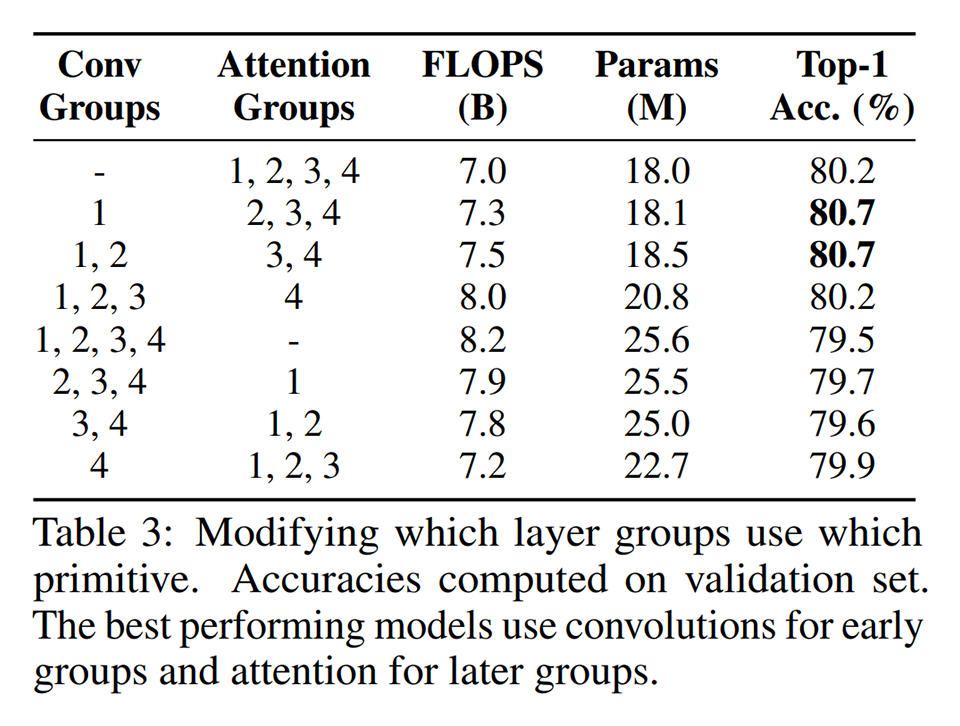 Conv Attention FLOPS Params Top-1
Groups Groups (B) (M) Acc. (%)
- 1, 2, 3, 4 7.0 18.0 80.2
1 2, 3, 4 7.3 18.1 80.7
1, 2 3, 4 7.5 18.5 80.7
1, 2, 3 4 8.0 20.8 80.2
1, 2, 3, 4 - 8.2 25.6 79.5
2, 3, 4 1 7.9 25.5 79.7
3, 4 1, 2 7.8 25.0 79.6
4 1, 2, 3 7.2 22.7 79.9
Table 3: Modifying which layer groups use which
primitive. Accuracies computed on validation set.
The best performing models use convolutions for early
groups and attention for later groups.